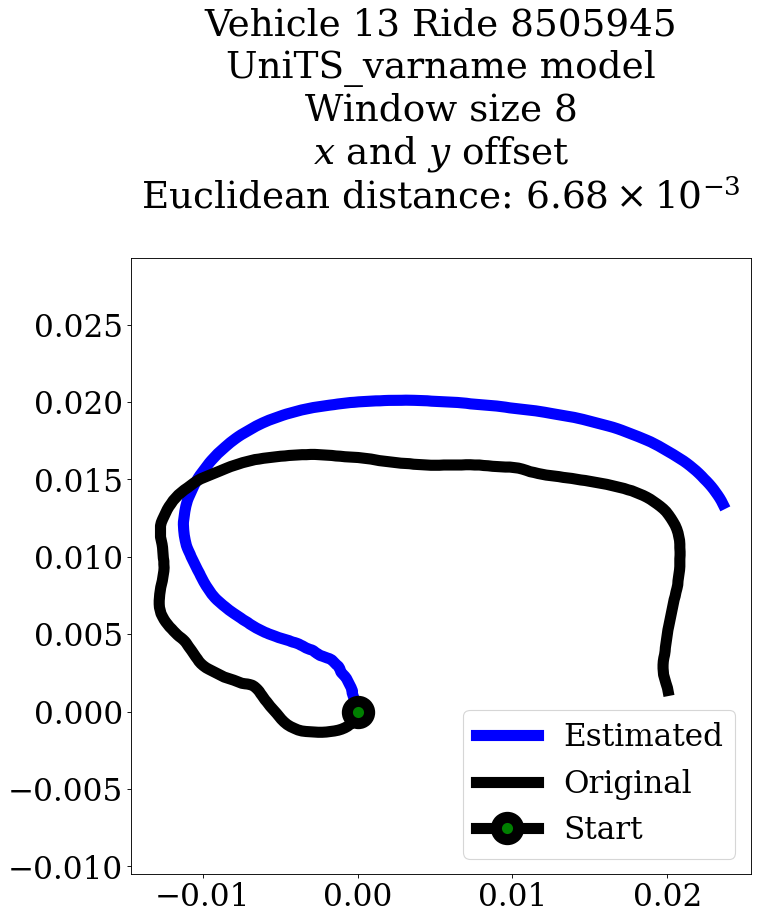 Vehicle 13 Ride 8505945
UniTS_varname model
Window size 8
x and y offset
Euclidean distance: 6.68 × 10⁻³
0.025
0.020
0.015
0.010
0.005
0.000
−0.005
−0.010
−0.01 0.00 0.01 0.02
Estimated
Original
Start